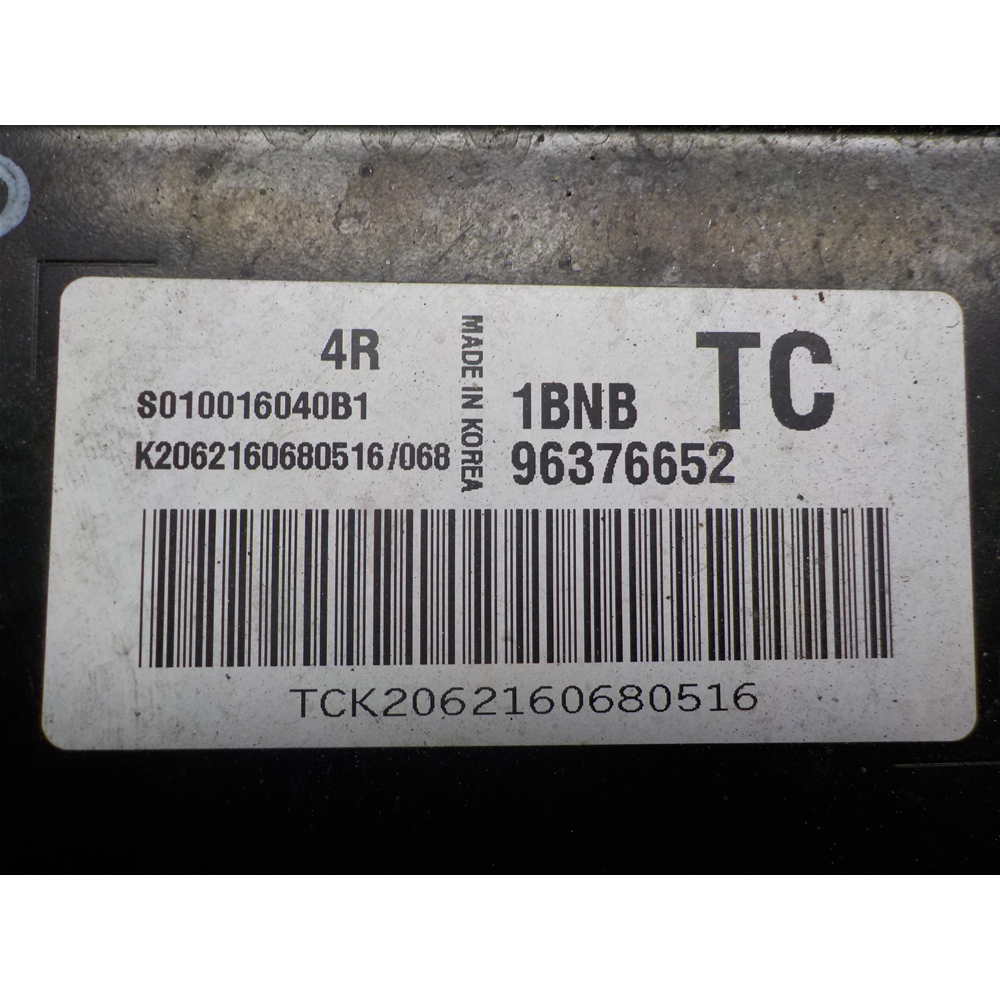 4R
S010016040B1
K2062160680516/068
MADE IN KOREA
TC
1BNB
96376652
TCK2062160680516